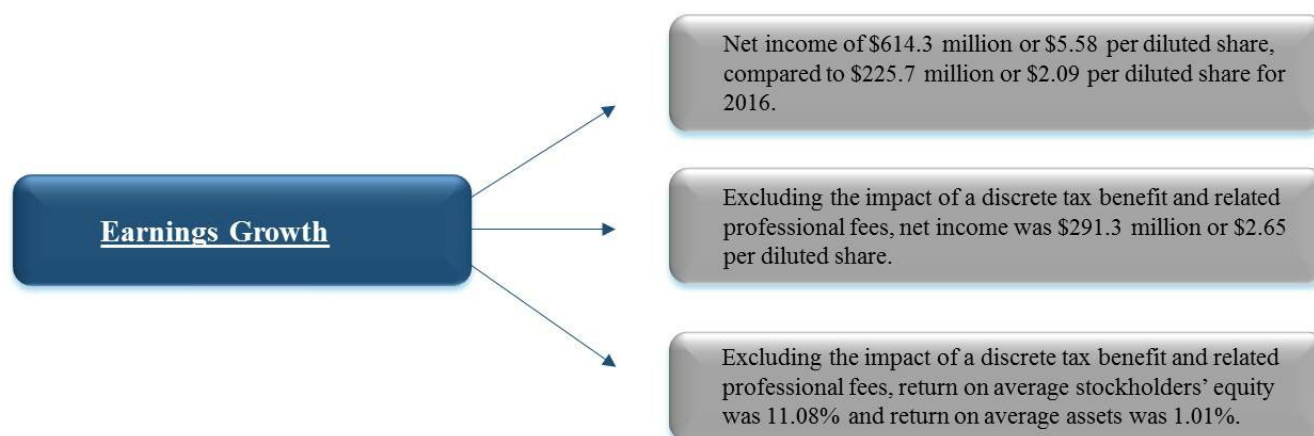 Earnings Growth
Net income of $614.3 million or $5.58 per diluted share,
compared to $225.7 million or $2.09 per diluted share for
2016.
Excluding the impact of a discrete tax benefit and related
professional fees, net income was $291.3 million or $2.65
per diluted share.
Excluding the impact of a discrete tax benefit and related
professional fees, return on average stockholders’ equity
was 11.08% and return on average assets was 1.01%.